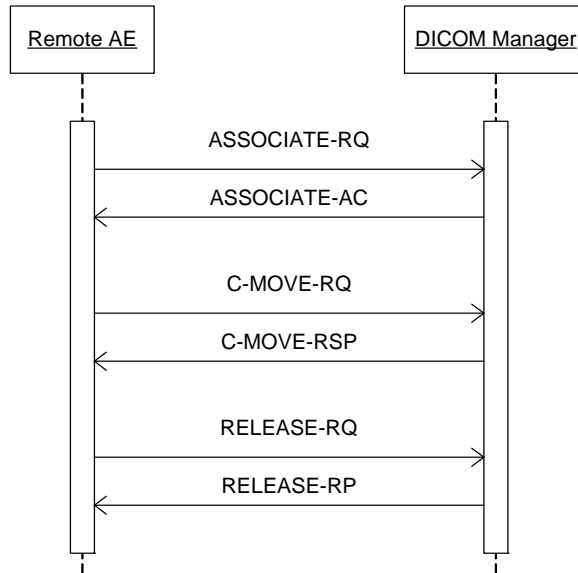 Remote AE
DICOM Manager
ASSOCIATE-RQ
ASSOCIATE-AC
C-MOVE-RQ
C-MOVE-RSP
RELEASE-RQ
RELEASE-RP